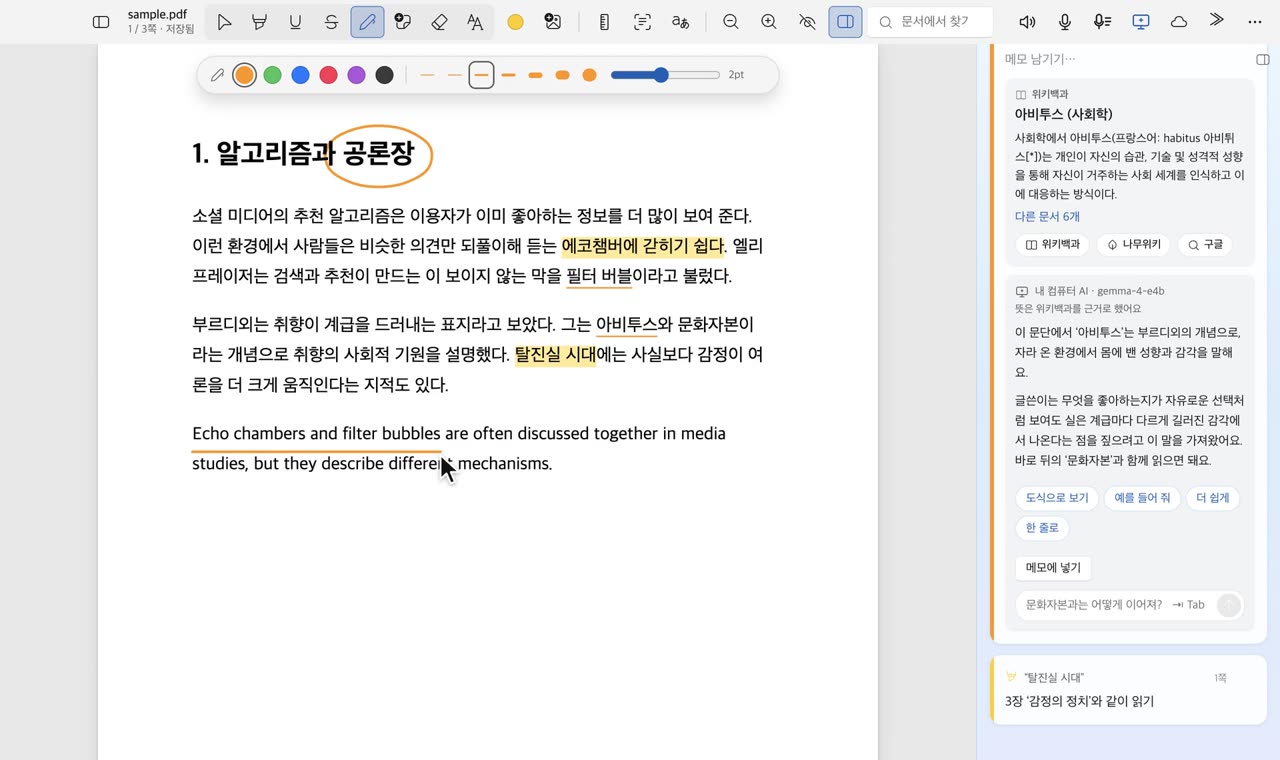 sample.pdf
1 / 3쪽 · 저장됨
문서에서 찾기
2pt
1. 알고리즘과 공론장
소셜 미디어의 추천 알고리즘은 이용자가 이미 좋아하는 정보를 더 많이 보여 준다.
이런 환경에서 사람들은 비슷한 의견만 되풀이해 듣는 에코챔버에 갇히기 쉽다. 엘리
프레이저는 검색과 추천이 만드는 이 보이지 않는 막을 필터 버블이라고 불렀다.
부르디외는 취향이 계급을 드러내는 표지라고 보았다. 그는 아비투스와 문화자본이
라는 개념으로 취향의 사회적 기원을 설명했다. 탈진실 시대에는 사실보다 감정이 여
론을 더 크게 움직인다는 지적도 있다.
Echo chambers and filter bubbles are often discussed together in media
studies, but they describe different mechanisms.
메모 남기기…
위키백과
아비투스 (사회학)
사회학에서 아비투스(프랑스어: habitus 아비튀
스[*])는 개인이 자신의 습관, 기술 및 성격적 성향
을 통해 자신이 거주하는 사회 세계를 인식하고 이
에 대응하는 방식이다.
다른 문서 6개
위키백과 나무위키 구글
내 컴퓨터 AI · gemma-4-e4b
뜻은 위키백과를 근거로 했어요
이 문단에서 ‘아비투스’는 부르디외의 개념으로,
자라 온 환경에서 몸에 밴 성향과 감각을 말해
요.
글쓴이는 무엇을 좋아하는지가 자유로운 선택처
럼 보여도 실은 계급마다 다르게 길러진 감각에
서 나온다는 점을 짚으려고 이 말을 가져왔어요.
바로 뒤의 ‘문화자본’과 함께 읽으면 돼요.
도식으로 보기 예를 들어 줘 더 쉽게
한 줄로
메모에 넣기
문화자본과는 어떻게 이어져? Tab
“탈진실 시대” 1쪽
3장 ‘감정의 정치’와 같이 읽기